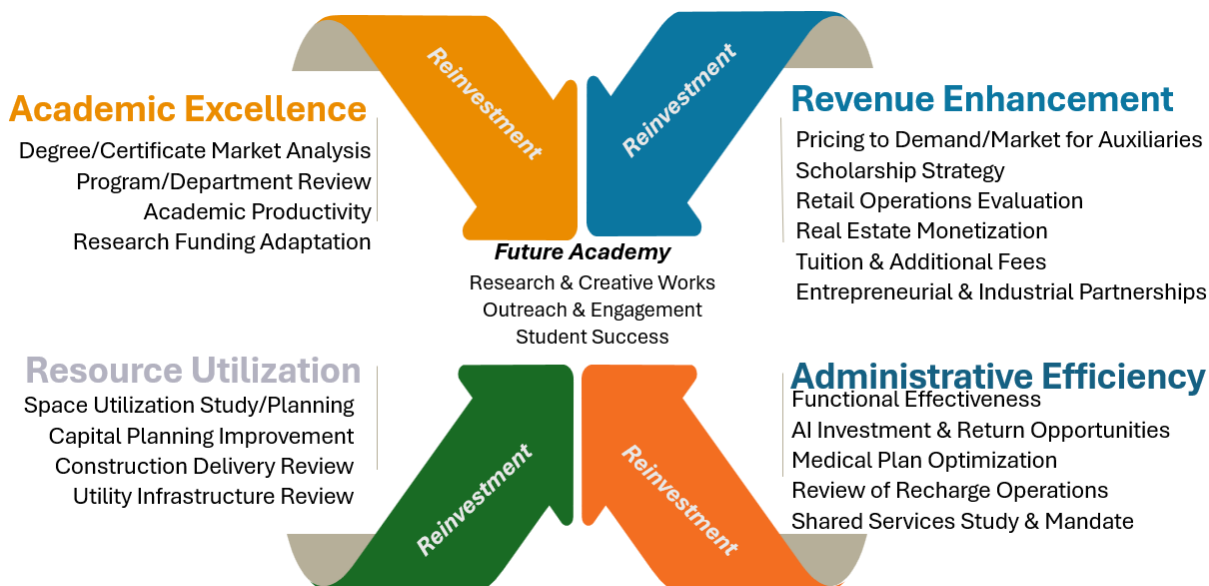 Reinvestment
Reinvestment
Academic Excellence
Degree/Certificate Market Analysis
Program/Department Review
Academic Productivity
Research Funding Adaptation
Revenue Enhancement
Pricing to Demand/Market for Auxiliaries
Scholarship Strategy
Retail Operations Evaluation
Real Estate Monetization
Tuition & Additional Fees
Entrepreneurial & Industrial Partnerships
Future Academy
Research & Creative Works
Outreach & Engagement
Student Success
Resource Utilization
Space Utilization Study/Planning
Capital Planning Improvement
Construction Delivery Review
Utility Infrastructure Review
Administrative Efficiency
Functional Effectiveness
AI Investment & Return Opportunities
Medical Plan Optimization
Review of Recharge Operations
Shared Services Study & Mandate
Reinvestment
Reinvestment